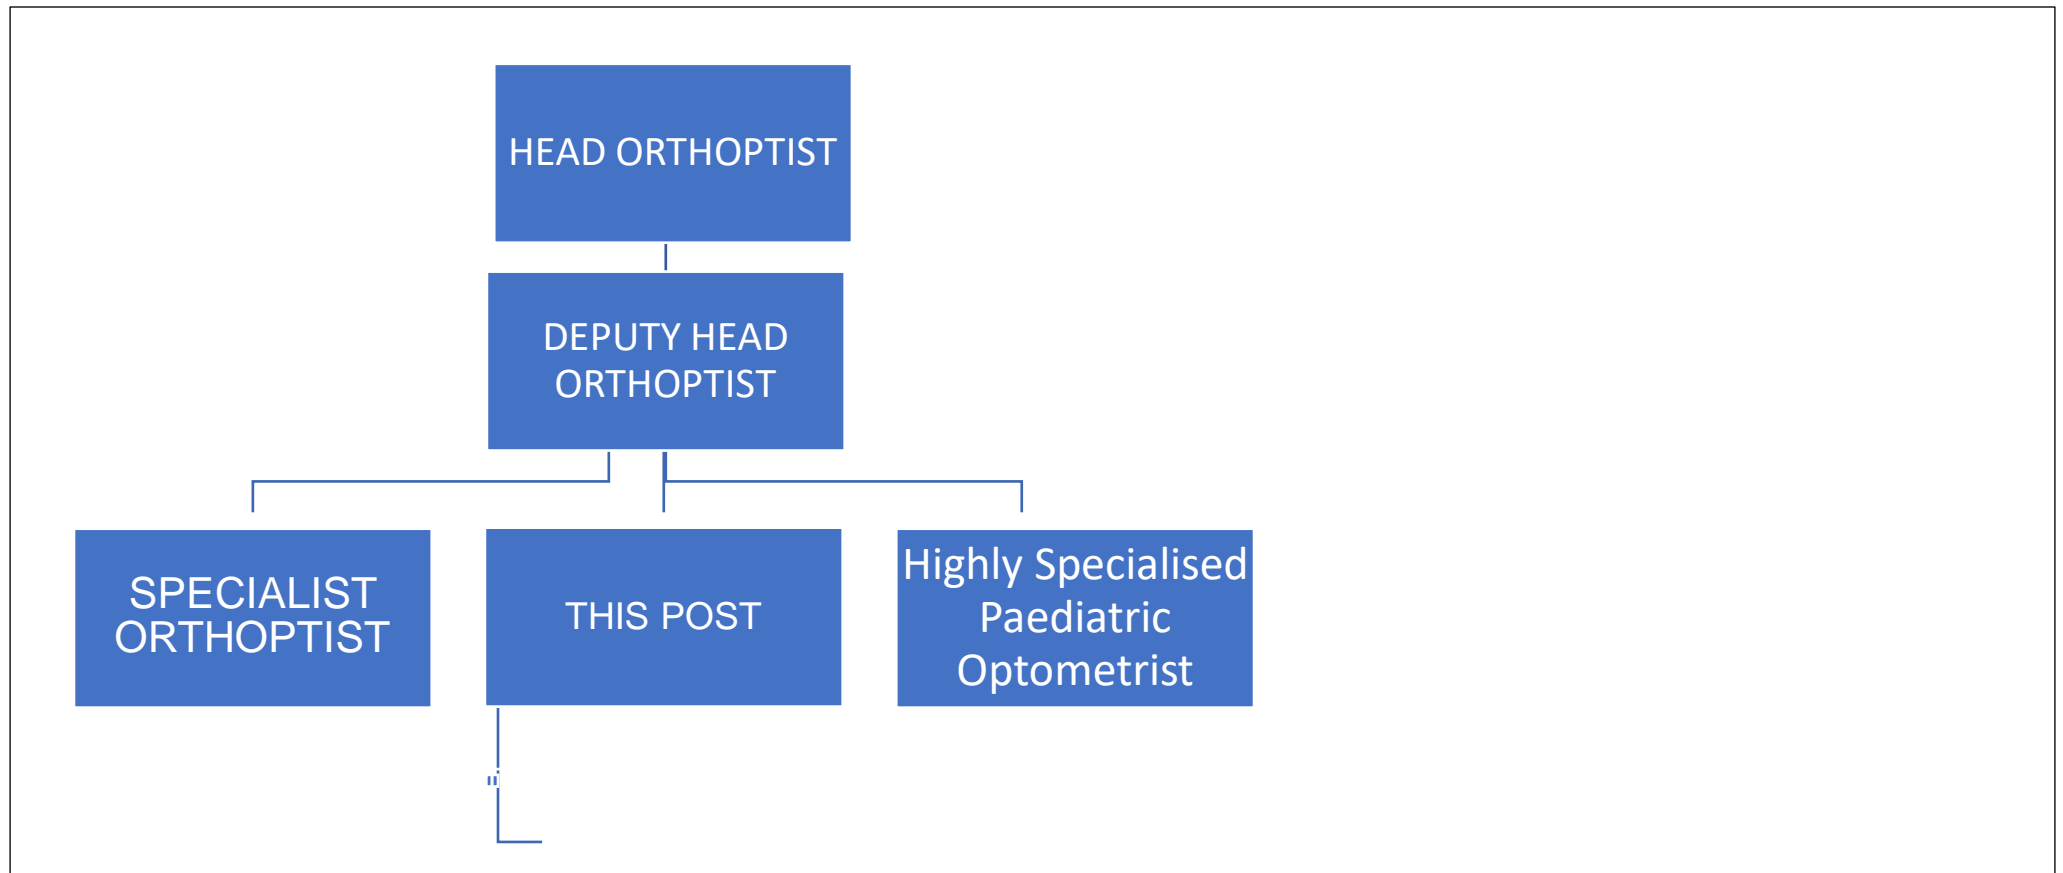 HEAD ORTHOPTIST
DEPUTY HEAD
ORTHOPTIST
SPECIALIST
ORTHOPTIST
THIS POST
Highly Specialised
Paediatric
Optometrist